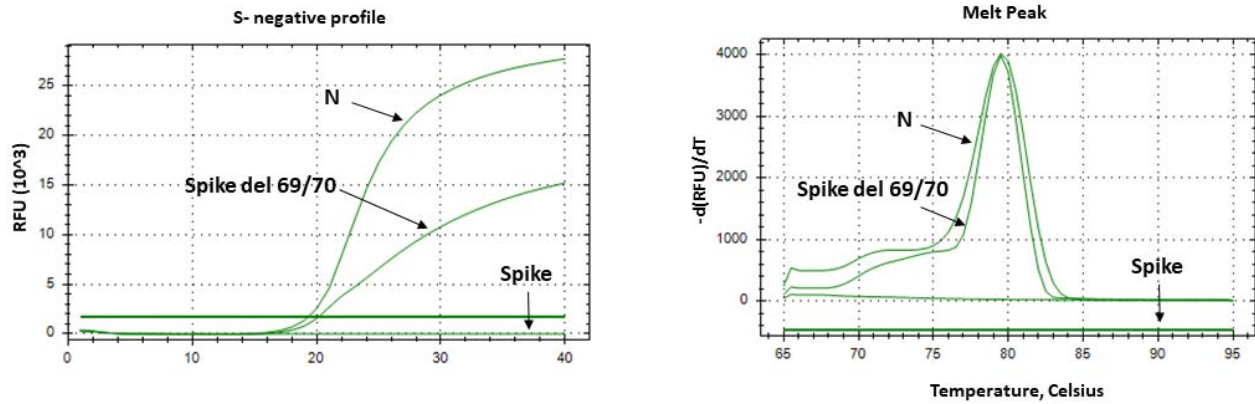 S- negative profile
RFU (10^3)
25
20
15
10
5
0
0
10
20
30
40
N
Spike del 69/70
Spike
Melt Peak
-d(RFU)/dT
4000
3000
2000
1000
0
65
70
75
80
85
90
95
N
Spike del 69/70
Spike
Temperature, Celsius